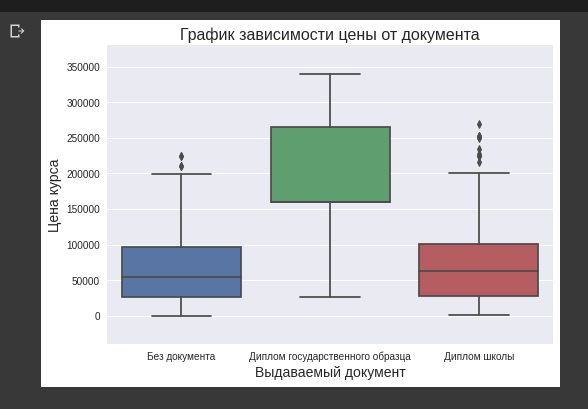 График зависимости цены от документа
350000
300000
250000
200000
150000
100000
50000
0
Цена курса
Без документа
Диплом государственного образца
Диплом школы
Выдаваемый документ